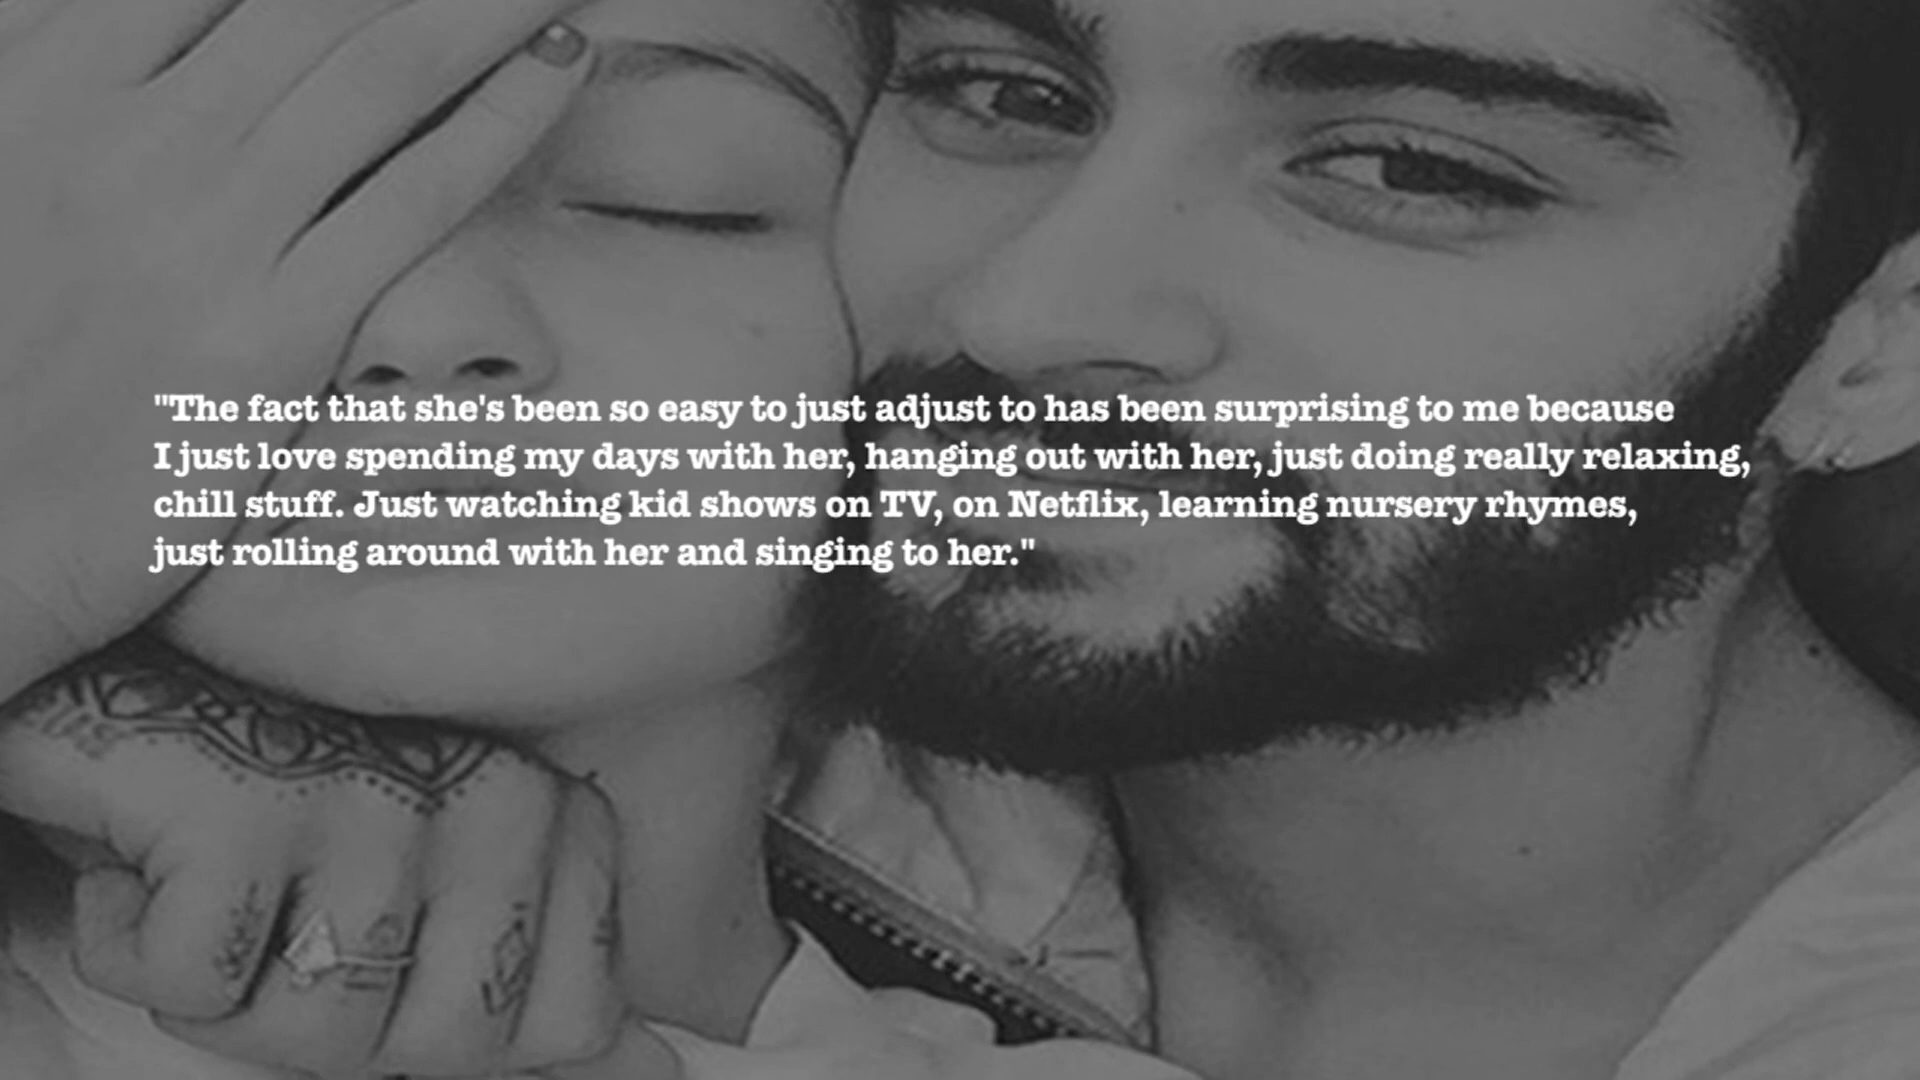 "The fact that she's been so easy to just adjust to has been surprising to me because
I just love spending my days with her, hanging out with her, just doing really relaxing,
chill stuff. Just watching kid shows on TV, on Netflix, learning nursery rhymes,
just rolling around with her and singing to her."